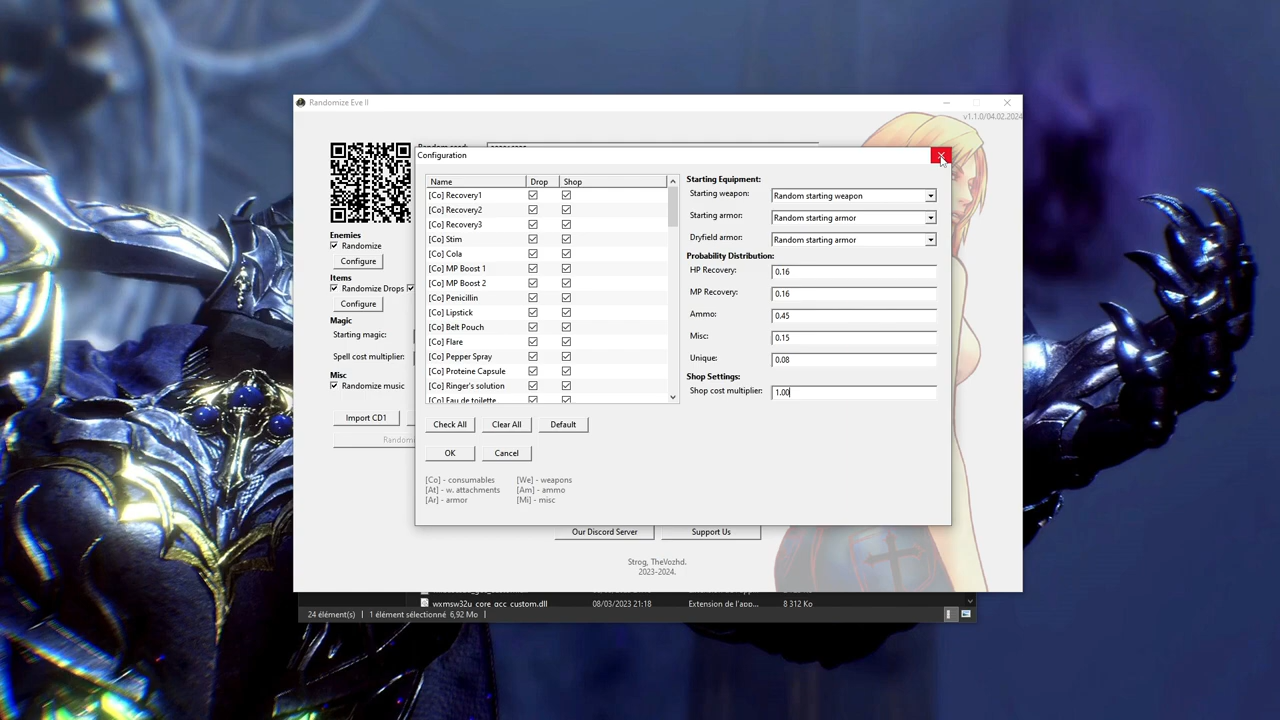 Randomize Eve II
v1.1.0/04.02.2024
Configuration
Name Drop Shop
[Co] Recovery1
[Co] Recovery2
[Co] Recovery3
[Co] Stim
[Co] Cola
[Co] MP Boost 1
[Co] MP Boost 2
[Co] Penicillin
[Co] Lipstick
[Co] Belt Pouch
[Co] Flare
[Co] Pepper Spray
[Co] Proteine Capsule
[Co] Ringer's solution
[Co] Eau de toilette
Check All Clear All Default
OK Cancel
[Co] - consumables [We] - weapons
[At] - w. attachments [Am] - ammo
[Ar] - armor [Mi] - misc
Starting Equipment:
Starting weapon: Random starting weapon
Starting armor: Random starting armor
Dryfield armor: Random starting armor
Probability Distribution:
HP Recovery: 0.16
MP Recovery: 0.16
Ammo: 0.45
Misc: 0.15
Unique: 0.08
Shop Settings:
Shop cost multiplier: 1.00
Enemies
Randomize
Configure
Items
Randomize Drops
Configure
Magic
Starting magic:
Spell cost multiplier:
Misc
Randomize music
Import CD1
Randomi
Our Discord Server Support Us
Strog, TheVozhd.
2023-2024.
wxmsw32u_core_gcc_custom.dll 08/03/2023 21:18 Extension de l'app... 8 312 Ko
24 élément(s) | 1 élément sélectionné 6,92 Mo |